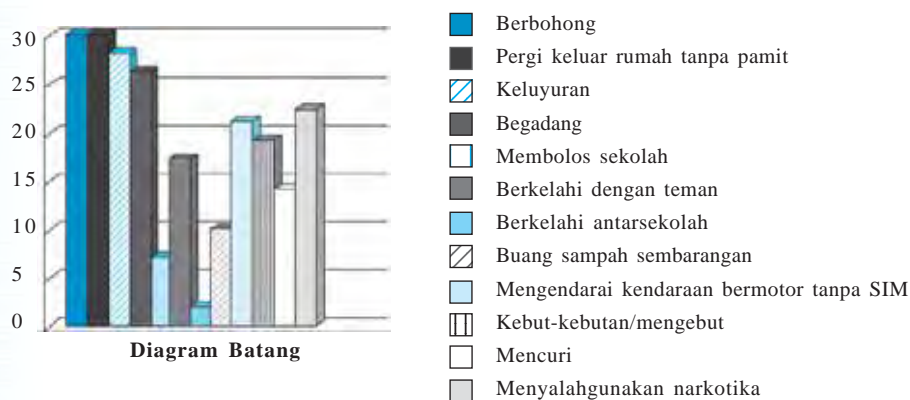 30
25
20
15
10
5
0
Diagram Batang
Berbohong
Pergi keluar rumah tanpa pamit
Keluyuran
Begadang
Membolos sekolah
Berkelahi dengan teman
Berkelahi antarsekolah
Buang sampah sembarangan
Mengendarai kendaraan bermotor tanpa SIM
Kebut-kebutan/mengebut
Mencuri
Menyalahgunakan narkotika